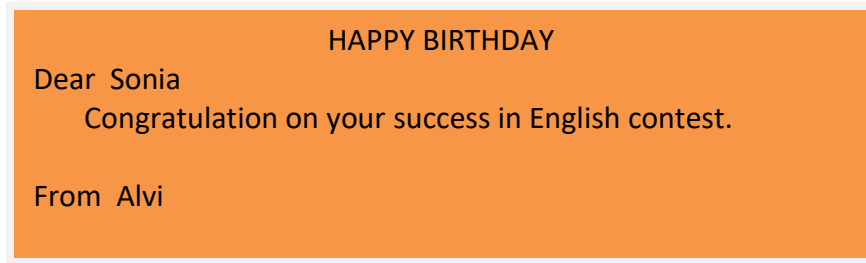 HAPPY BIRTHDAY
Dear Sonia
Congratulation on your success in English contest.
From Alvi